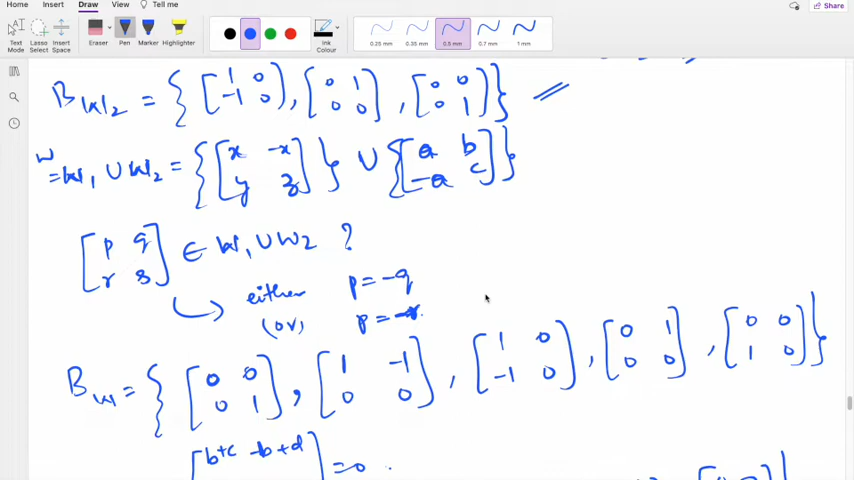 Home Insert Draw View Tell me Share
Text Mode Lasso Select Insert Space Eraser Pen Marker Highlighter Ink Colour 0.25 mm 0.35 mm 0.5 mm 0.7 mm 1 mm
B_{W2} = { [1 0; -1 0], [0 1; 0 0], [0 0; 0 1] }
W = W1 ∪ W2 = { [x -x; y z] } ∪ { [a b; -a c] }
[p q; r s] ∈ W1 ∪ W2 ?
either p = -q
(or) p = -r.
B_W = { [0 0; 0 1], [1 -1; 0 0], [1 0; -1 0], [0 1; 0 0], [0 0; 1 0] }
[b+c -b+d] = 0.